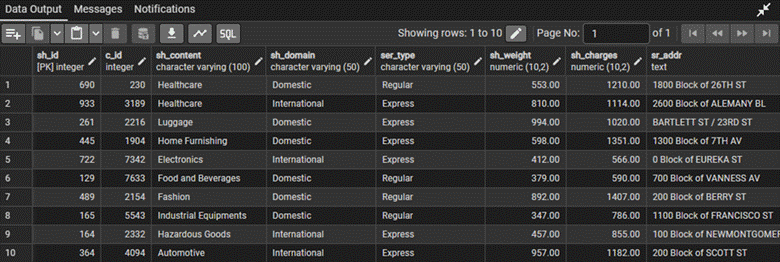 Data Output Messages Notifications
SQL Showing rows: 1 to 10 Page No: 1 of 1
sh_id c_id sh_content sh_domain ser_type sh_weight sh_charges sr_addr
[PK] integer integer character varying (100) character varying (50) character varying (50) numeric (10,2) numeric (10,2) text
1 690 230 Healthcare Domestic Regular 553.00 1210.00 1800 Block of 26TH ST
2 933 3189 Healthcare International Express 810.00 1114.00 2600 Block of ALEMANY BL
3 261 2216 Luggage Domestic Express 994.00 1020.00 BARTLETT ST / 23RD ST
4 445 1904 Home Furnishing Domestic Express 598.00 1351.00 1300 Block of 7TH AV
5 722 7342 Electronics International Express 412.00 566.00 0 Block of EUREKA ST
6 129 7633 Food and Beverages Domestic Regular 379.00 590.00 700 Block of VANNESS AV
7 489 2154 Fashion Domestic Regular 892.00 1407.00 200 Block of BERRY ST
8 165 5543 Industrial Equipments Domestic Regular 347.00 786.00 1100 Block of FRANCISCO ST
9 164 2332 Hazardous Goods International Express 457.00 855.00 100 Block of NEWMONTGOMER
10 364 4094 Automotive International Express 957.00 1182.00 200 Block of SCOTT ST